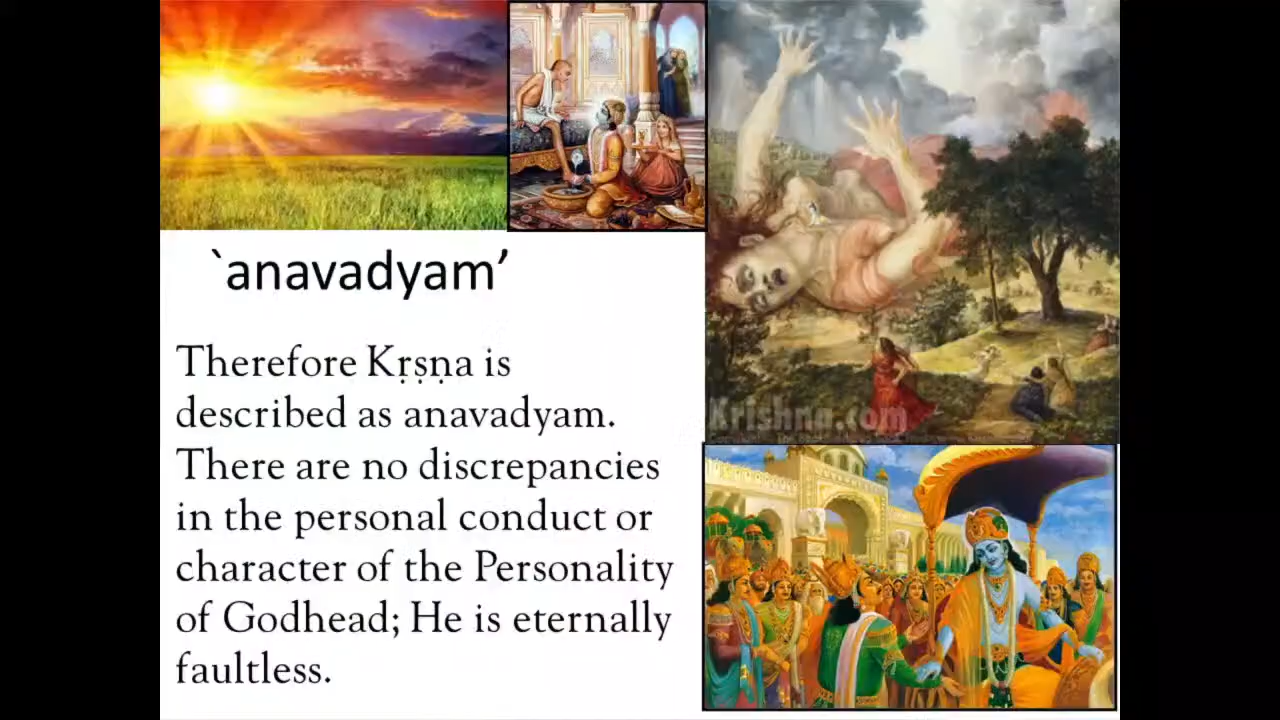 `anavadyam’
Therefore Kṛṣṇa is
described as anavadyam.
There are no discrepancies
in the personal conduct or
character of the Personality
of Godhead; He is eternally
faultless.
Krishna.com